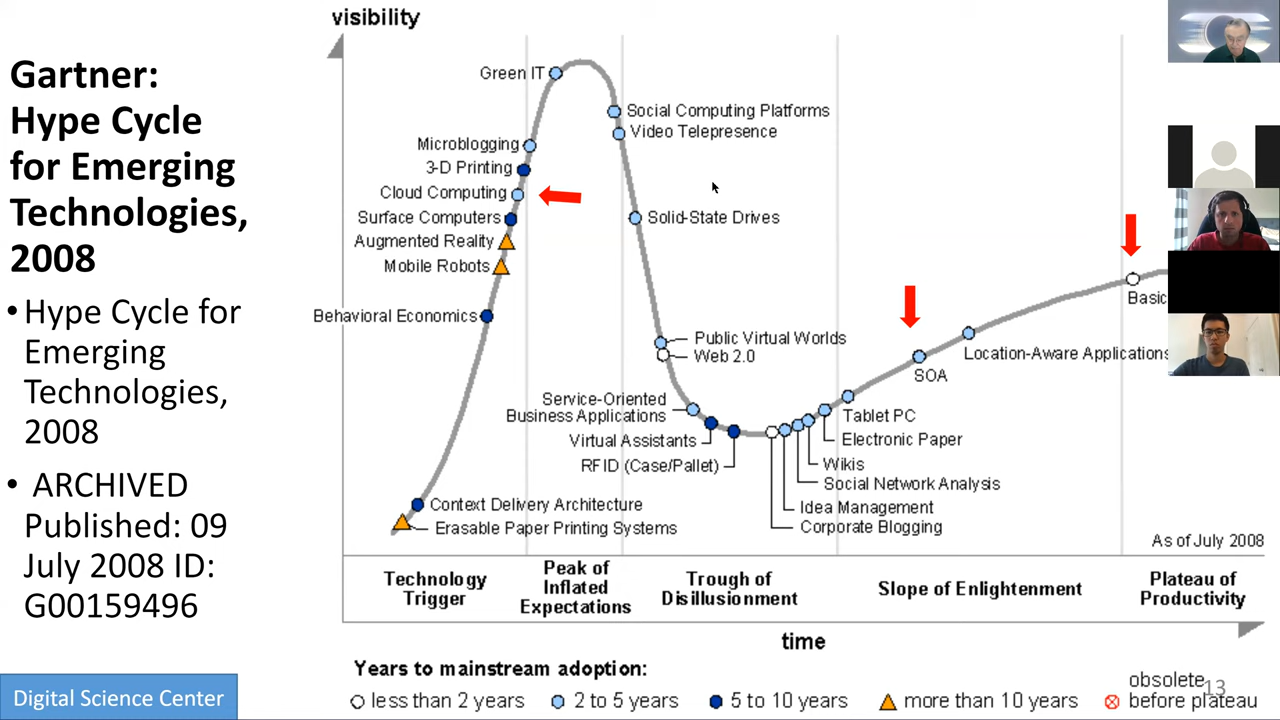 Gartner:
Hype Cycle
for Emerging
Technologies,
2008
• Hype Cycle for
Emerging
Technologies,
2008
• ARCHIVED
Published: 09
July 2008 ID:
G00159496
Digital Science Center
visibility
Green IT
Social Computing Platforms
Video Telepresence
Microblogging
3-D Printing
Cloud Computing
Surface Computers
Solid-State Drives
Augmented Reality
Mobile Robots
Behavioral Economics
Basic
Public Virtual Worlds
Web 2.0
Location-Aware Applications
SOA
Service-Oriented
Business Applications
Tablet PC
Virtual Assistants
Electronic Paper
RFID (Case/Pallet)
Wikis
Social Network Analysis
Idea Management
Corporate Blogging
Context Delivery Architecture
Erasable Paper Printing Systems
As of July 2008
Technology
Trigger
Peak of
Inflated
Expectations
Trough of
Disillusionment
Slope of Enlightenment
Plateau of
Productivity
time
Years to mainstream adoption:
less than 2 years
2 to 5 years
5 to 10 years
more than 10 years
obsolete
before plateau
13